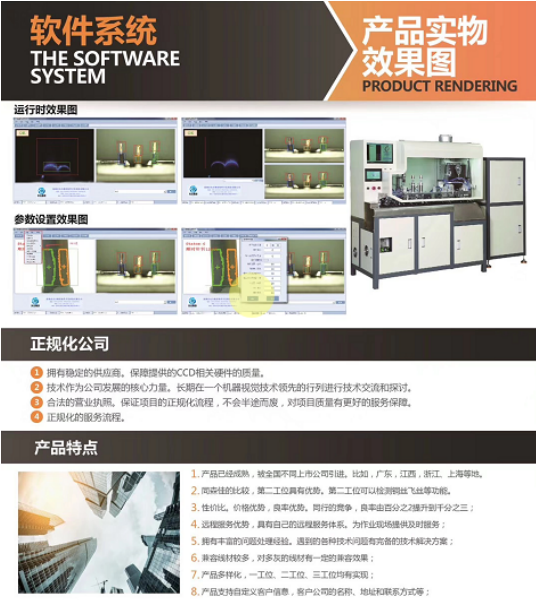 软件系统
THE SOFTWARE
SYSTEM
产品实物
效果图
PRODUCT RENDERING
运行时效果图
参数设置效果图
正规化公司
1 拥有稳定的供应商。保障提供的CCD相关硬件的质量。
2 技术作为公司发展的核心力量。长期在一个机器视觉技术领先的行列进行技术交流和探讨。
3 合法的营业执照。保证项目的正规化流程，不会半途而废，对项目质量有更好的服务保障。
4 正规化的服务流程。
产品特点
1. 产品已经成熟，被全国不同上市公司引进。比如，广东，江西，浙江、上海等地。
2. 同森佳的比较，第二工位具有优势。第二工位可以检测铜丝飞丝等功能。
3. 性价比。价格优势，良率优势。同行的竞争，良率由百分之2提升到千分之三；
4. 远程服务优势，具有自己的远程服务体系。为作业现场提供及时服务；
5. 拥有丰富的问题处理经验。遇到的各种技术问题有完备的技术解决方案；
6. 兼容线材较多，对多灰的线材有一定的兼容效果；
7. 产品多样化，一工位、二工位、三工位均有实现；
8. 产品支持自定义客户信息，客户公司的名称、地址和联系方式等；